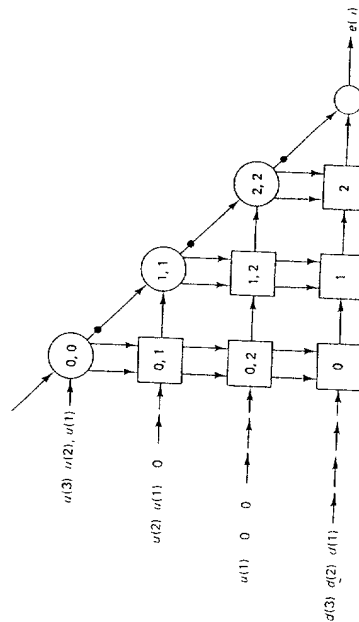 u(3) u(2), u(1)
0, 0
u(2) u(1) 0
0, 1
1, 1
u(1) 0 0
0, 2
1, 2
2, 2
d(3) d(2) d(1)
0
1
2